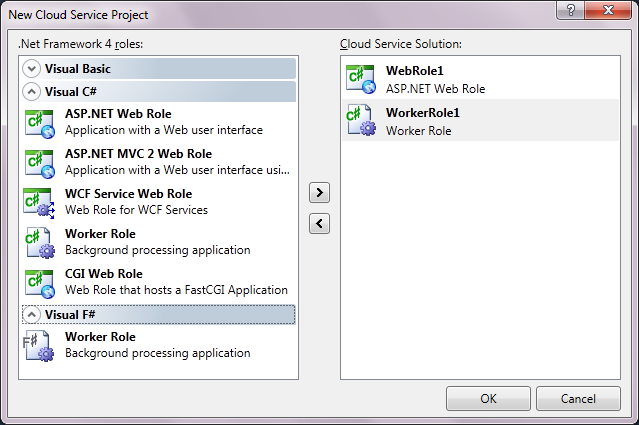 New Cloud Service Project
?
.Net Framework 4 roles:
Visual Basic
Visual C#
C#
ASP.NET Web Role
Application with a Web user interface
C#
ASP.NET MVC 2 Web Role
Application with a Web user interface usi...
C#
WCF Service Web Role
Web Role for WCF Services
C#
Worker Role
Background processing application
C#
CGI Web Role
Web Role that hosts a FastCGI Application
Visual F#
F#
Worker Role
Background processing application
>
<
Cloud Service Solution:
C#
WebRole1
ASP.NET Web Role
C#
WorkerRole1
Worker Role
OK
Cancel